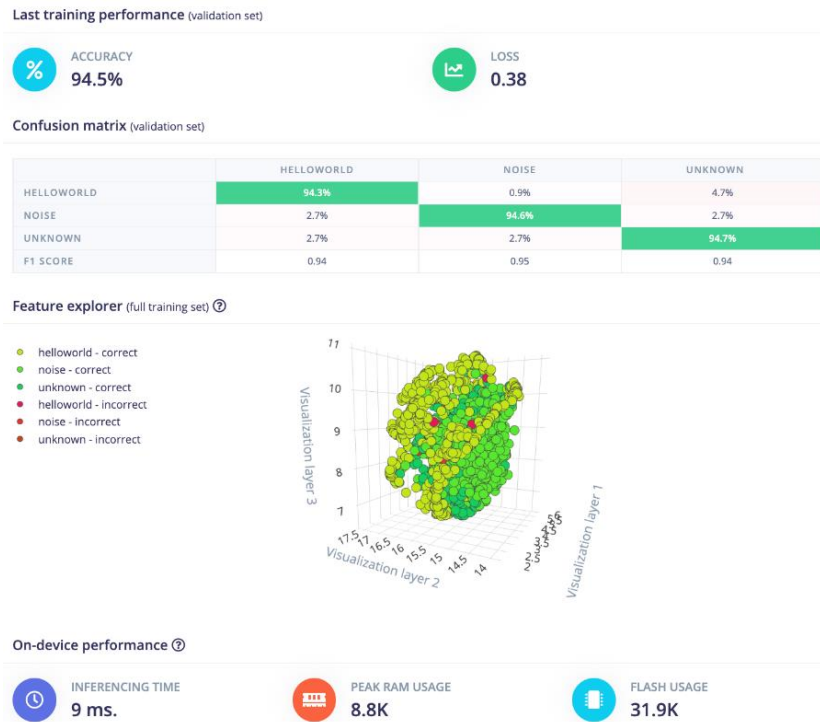 Last training performance (validation set)
% ACCURACY
94.5%
LOSS
0.38
Confusion matrix (validation set)
HELLOWORLD NOISE UNKNOWN
HELLOWORLD 94.3% 0.9% 4.7%
NOISE 2.7% 94.6% 2.7%
UNKNOWN 2.7% 2.7% 94.7%
F1 SCORE 0.94 0.95 0.94
Feature explorer (full training set) ?
helloworld - correct
noise - correct
unknown - correct
helloworld - incorrect
noise - incorrect
unknown - incorrect
11
10
9
8
7
Visualization layer 3
17.5 17 16.5 16 15.5 15 14.5 14
Visualization layer 2
2 2.5
Visualization layer 1
On-device performance ?
INFERENCING TIME
9 ms.
PEAK RAM USAGE
8.8K
FLASH USAGE
31.9K